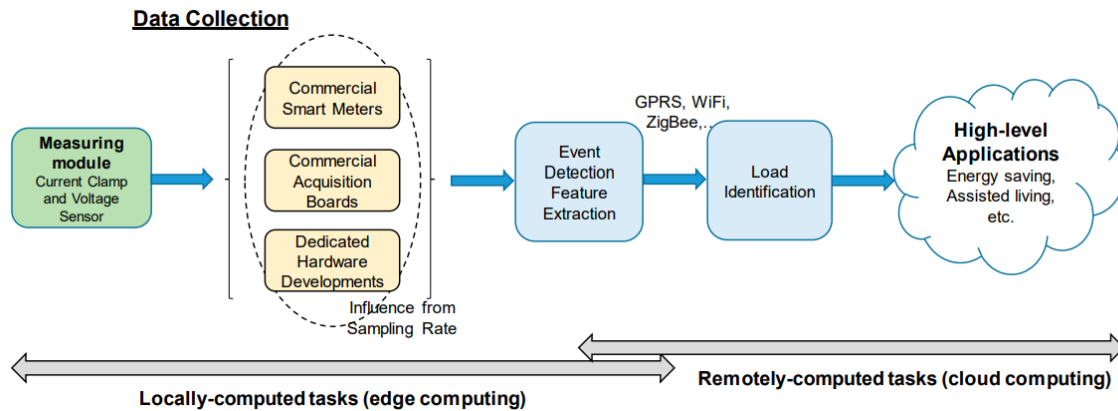 Data Collection
Measuring
module
Current Clamp
and Voltage
Sensor
Commercial
Smart Meters
Commercial
Acquisition
Boards
Dedicated
Hardware
Developments
Influence from
Sampling Rate
Event
Detection
Feature
Extraction
GPRS, WiFi,
ZigBee,..
Load
Identification
High-level
Applications
Energy saving,
Assisted living,
etc.
Locally-computed tasks (edge computing)
Remotely-computed tasks (cloud computing)